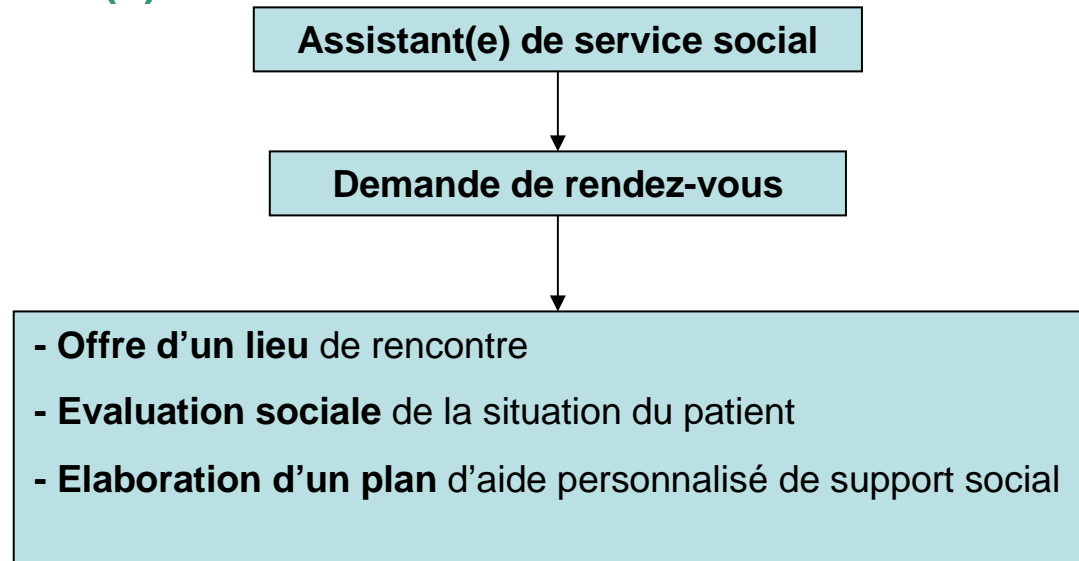 Assistant(e) de service social
Demande de rendez-vous
- Offre d’un lieu de rencontre
- Evaluation sociale de la situation du patient
- Elaboration d’un plan d’aide personnalisé de support social